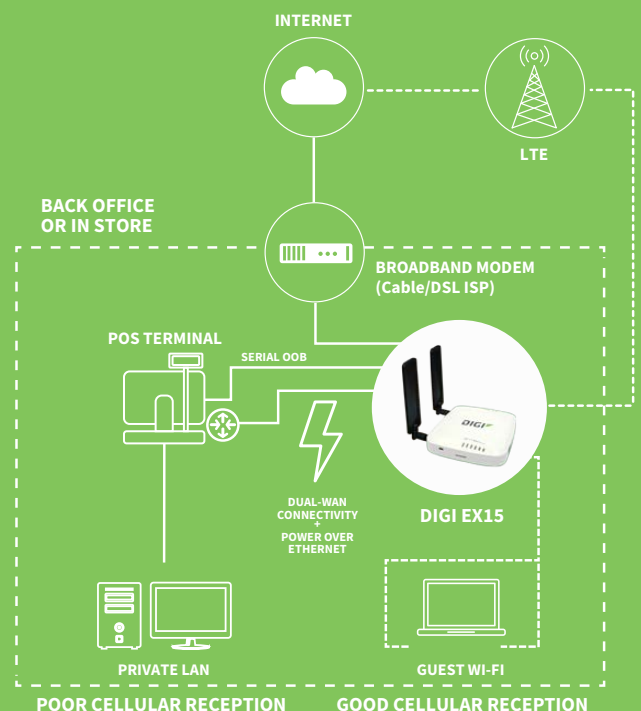 INTERNET
LTE
BACK OFFICE
OR IN STORE
BROADBAND MODEM
(Cable/DSL ISP)
POS TERMINAL
SERIAL OOB
DIGI
DUAL-WAN
CONNECTIVITY
+
POWER OVER
ETHERNET
DIGI EX15
PRIVATE LAN
GUEST WI-FI
POOR CELLULAR RECEPTION
GOOD CELLULAR RECEPTION